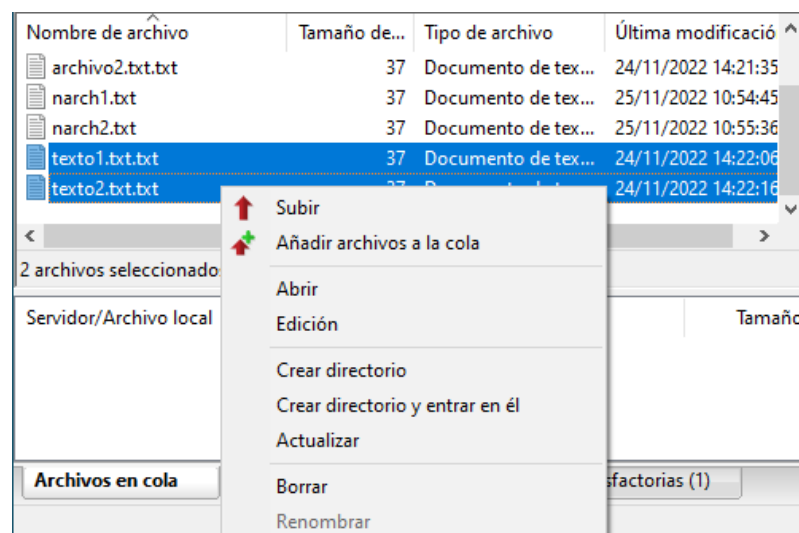 Nombre de archivo Tamaño de... Tipo de archivo Última modificació
archivo2.txt.txt 37 Documento de tex... 24/11/2022 14:21:35
narch1.txt 37 Documento de tex... 25/11/2022 10:54:45
narch2.txt 37 Documento de tex... 25/11/2022 10:55:36
texto1.txt.txt 37 Documento de tex... 24/11/2022 14:22:06
texto2.txt.txt 24/11/2022 14:22:16
Subir
Añadir archivos a la cola
2 archivos seleccionado
Abrir
Servidor/Archivo local Tamaño
Edición
Crear directorio
Crear directorio y entrar en él
Actualizar
Archivos en cola sfactorias (1)
Borrar
Renombrar